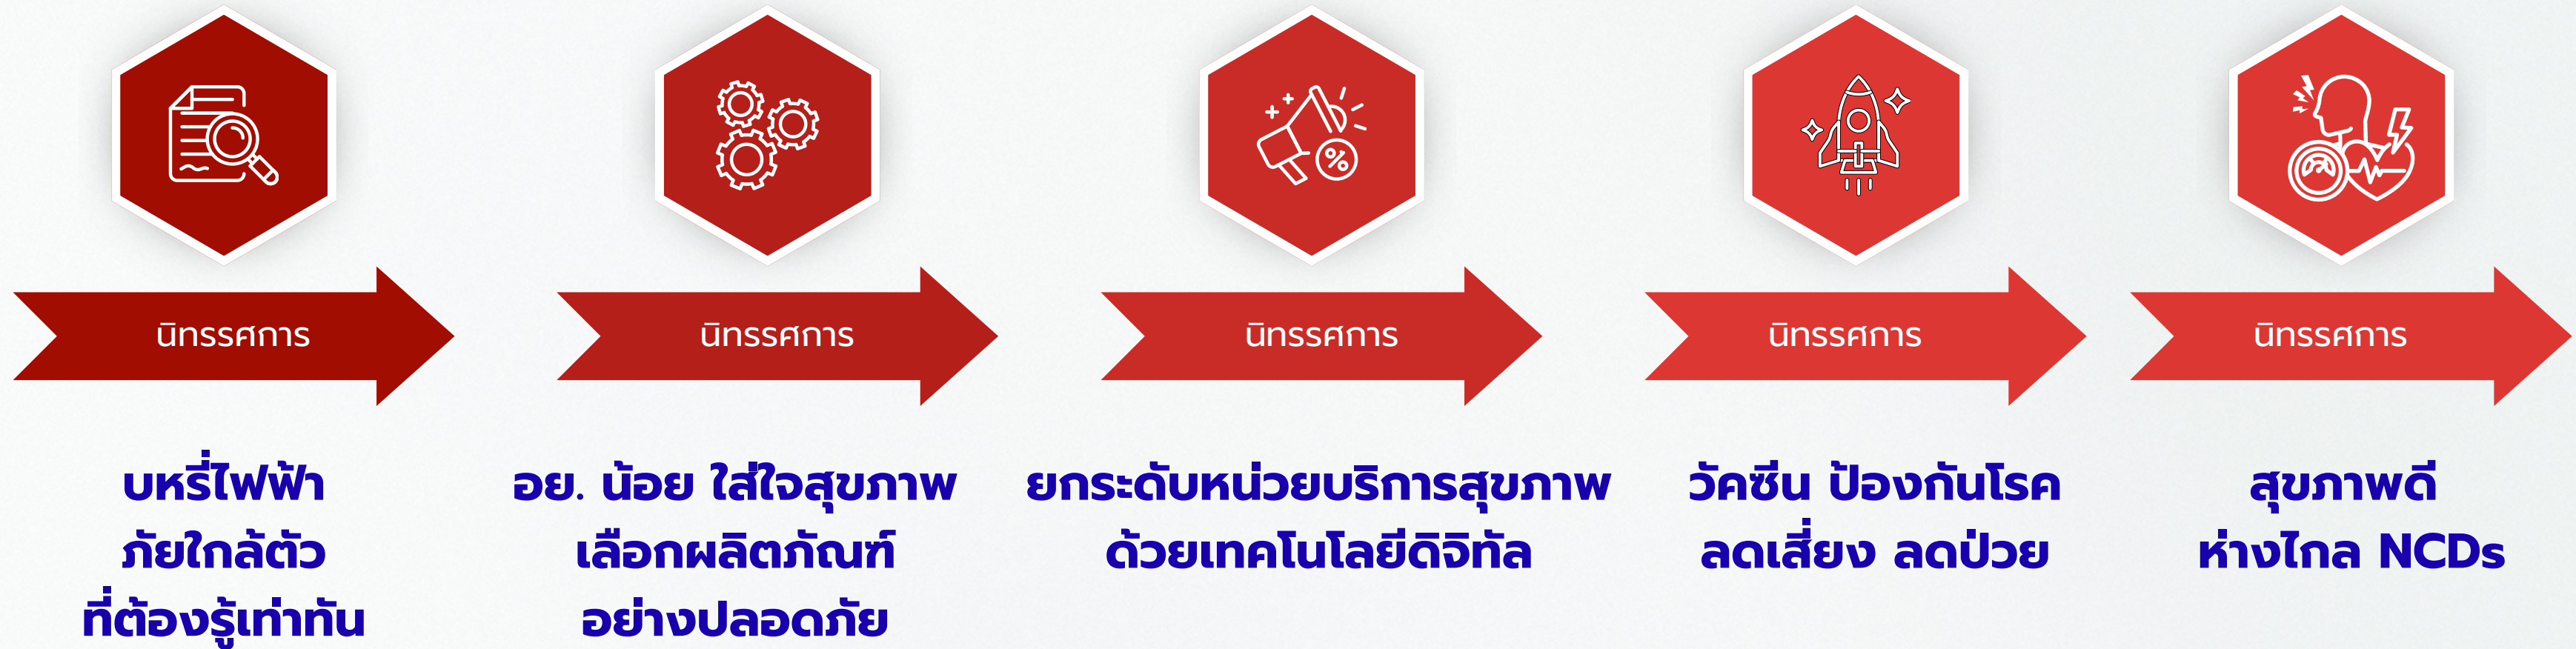 นิทรรศการ
บุหรี่ไฟฟ้า
ภัยใกล้ตัว
ที่ต้องรู้เท่าทัน
นิทรรศการ
อย. น้อย ใส่ใจสุขภาพ
เลือกผลิตภัณฑ์
อย่างปลอดภัย
นิทรรศการ
ยกระดับหน่วยบริการสุขภาพ
ด้วยเทคโนโลยีดิจิทัล
นิทรรศการ
วัคซีน ป้องกันโรค
ลดเสี่ยง ลดป่วย
นิทรรศการ
สุขภาพดี
ห่างไกล NCDs